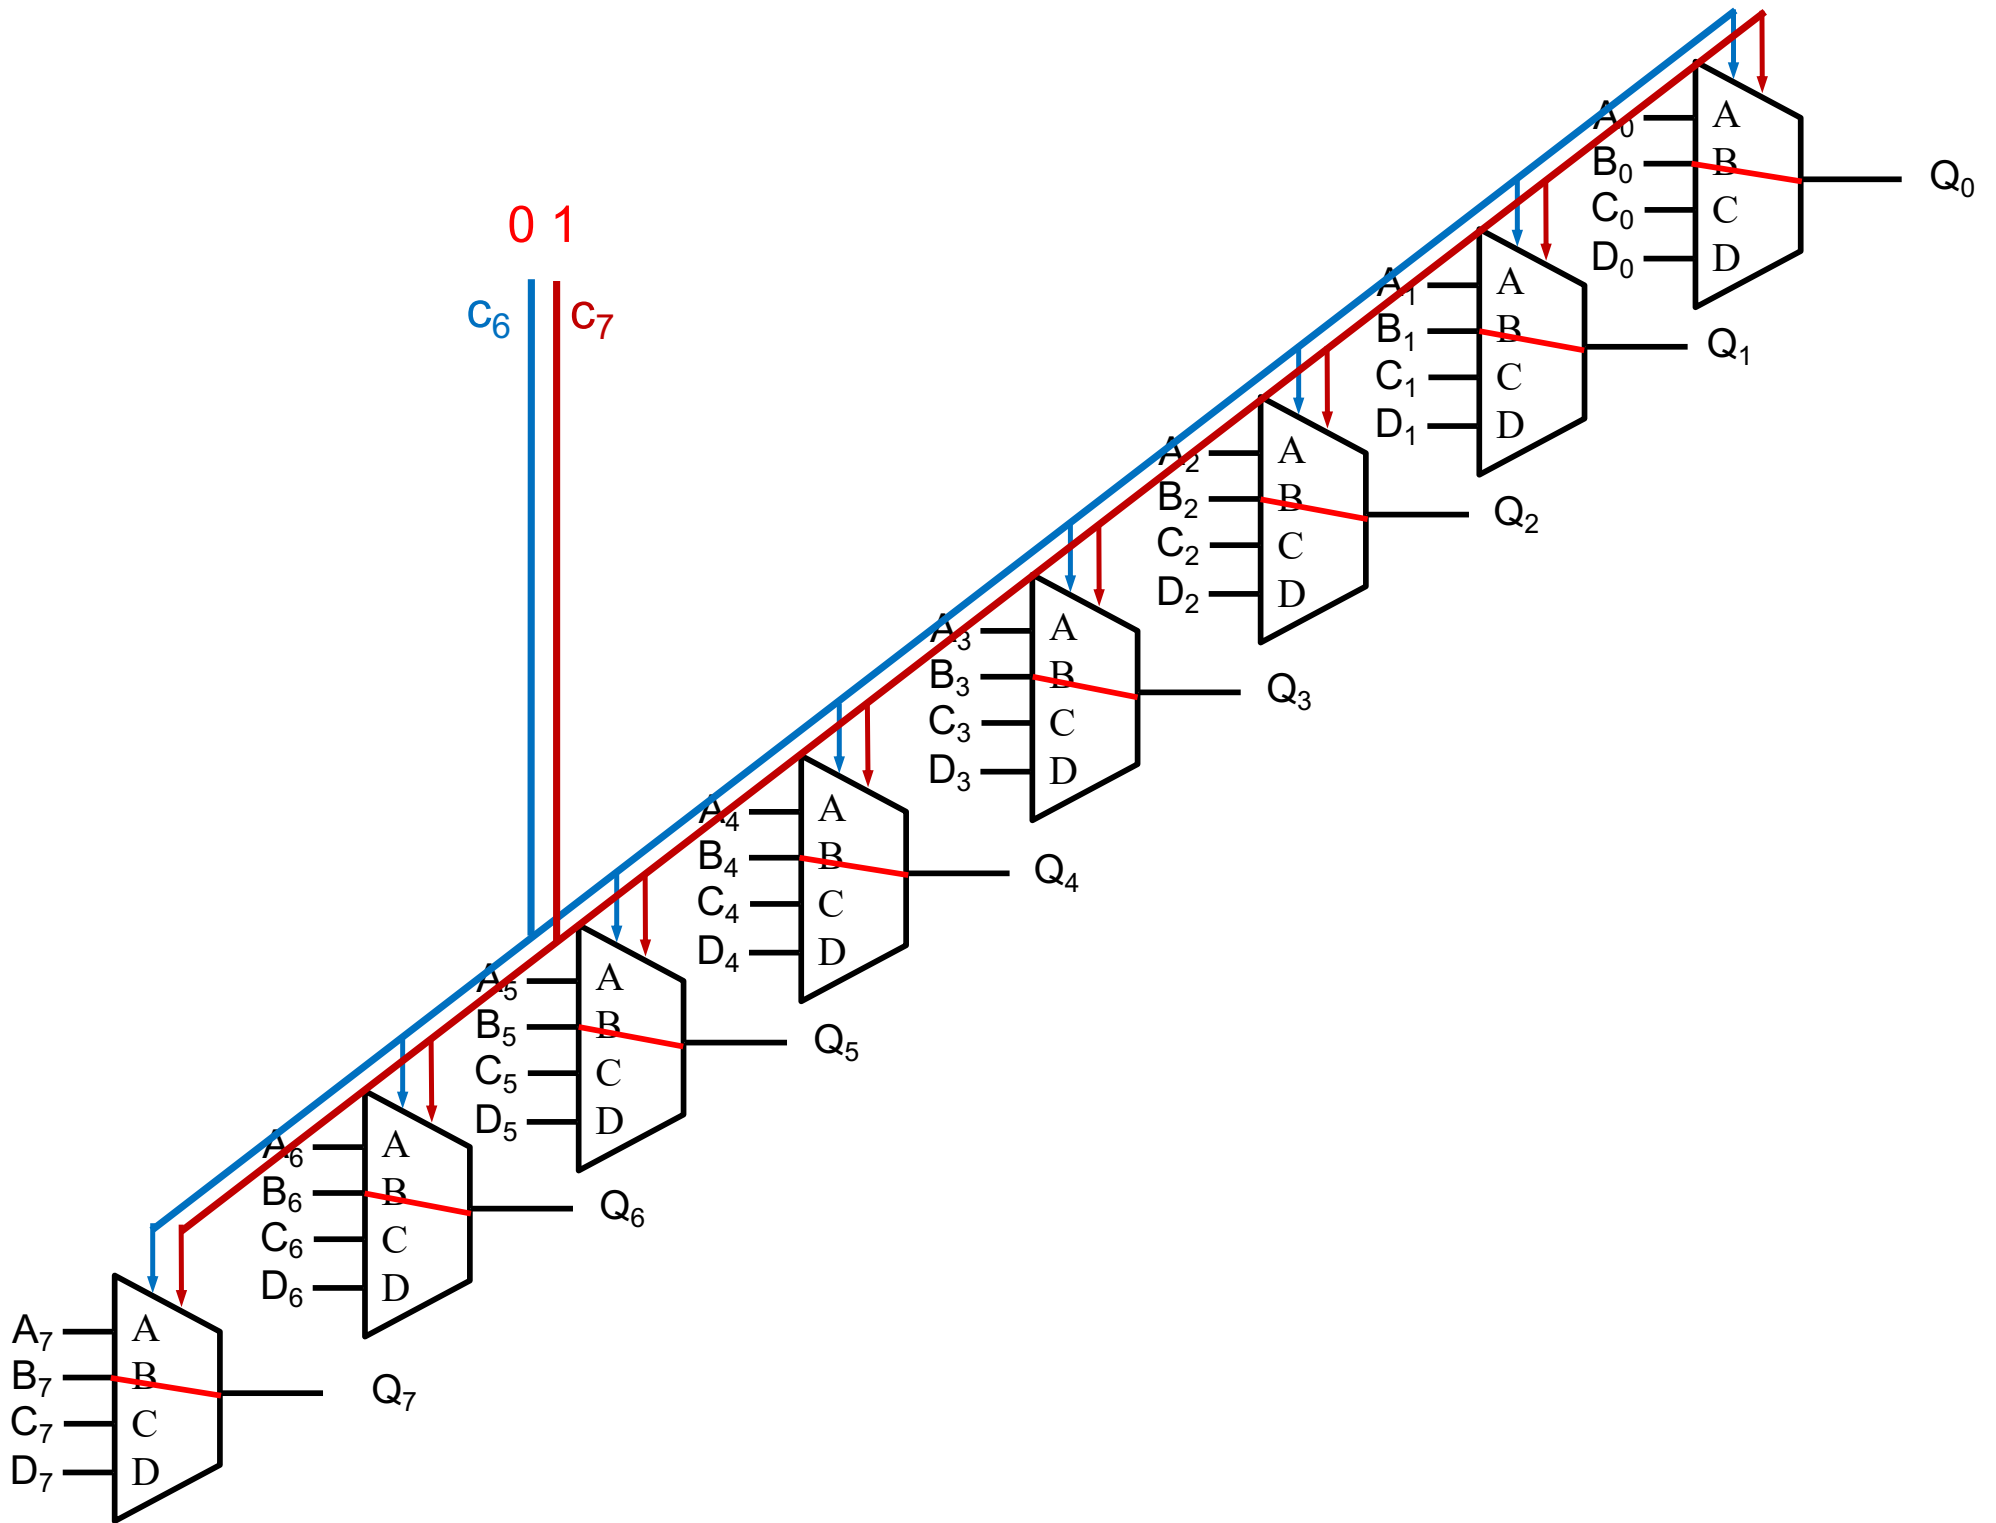 0 1
c6 c7
A0 A
B0 B
C0 C
D0 D
Q0
A1 A
B1 B
C1 C
D1 D
Q1
A2 A
B2 B
C2 C
D2 D
Q2
A3 A
B3 B
C3 C
D3 D
Q3
A4 A
B4 B
C4 C
D4 D
Q4
A5 A
B5 B
C5 C
D5 D
Q5
A6 A
B6 B
C6 C
D6 D
Q6
A7 A
B7 B
C7 C
D7 D
Q7